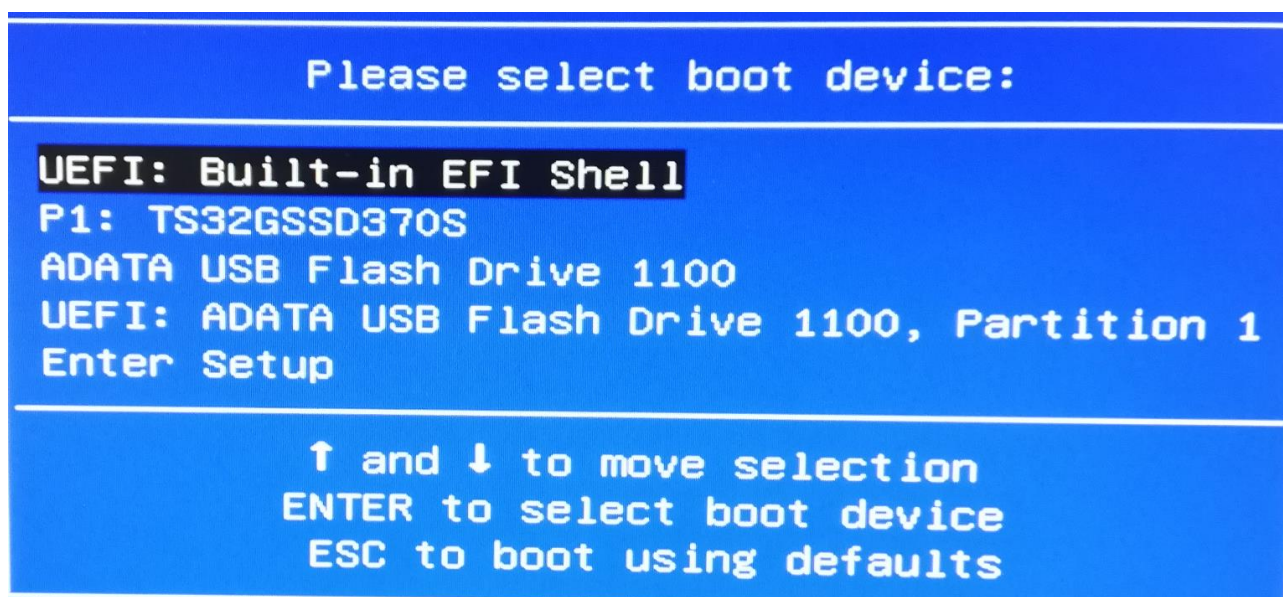 Please select boot device:
UEFI: Built-in EFI Shell
P1: TS32GSSD370S
ADATA USB Flash Drive 1100
UEFI: ADATA USB Flash Drive 1100, Partition 1
Enter Setup
↑ and ↓ to move selection
ENTER to select boot device
ESC to boot using defaults